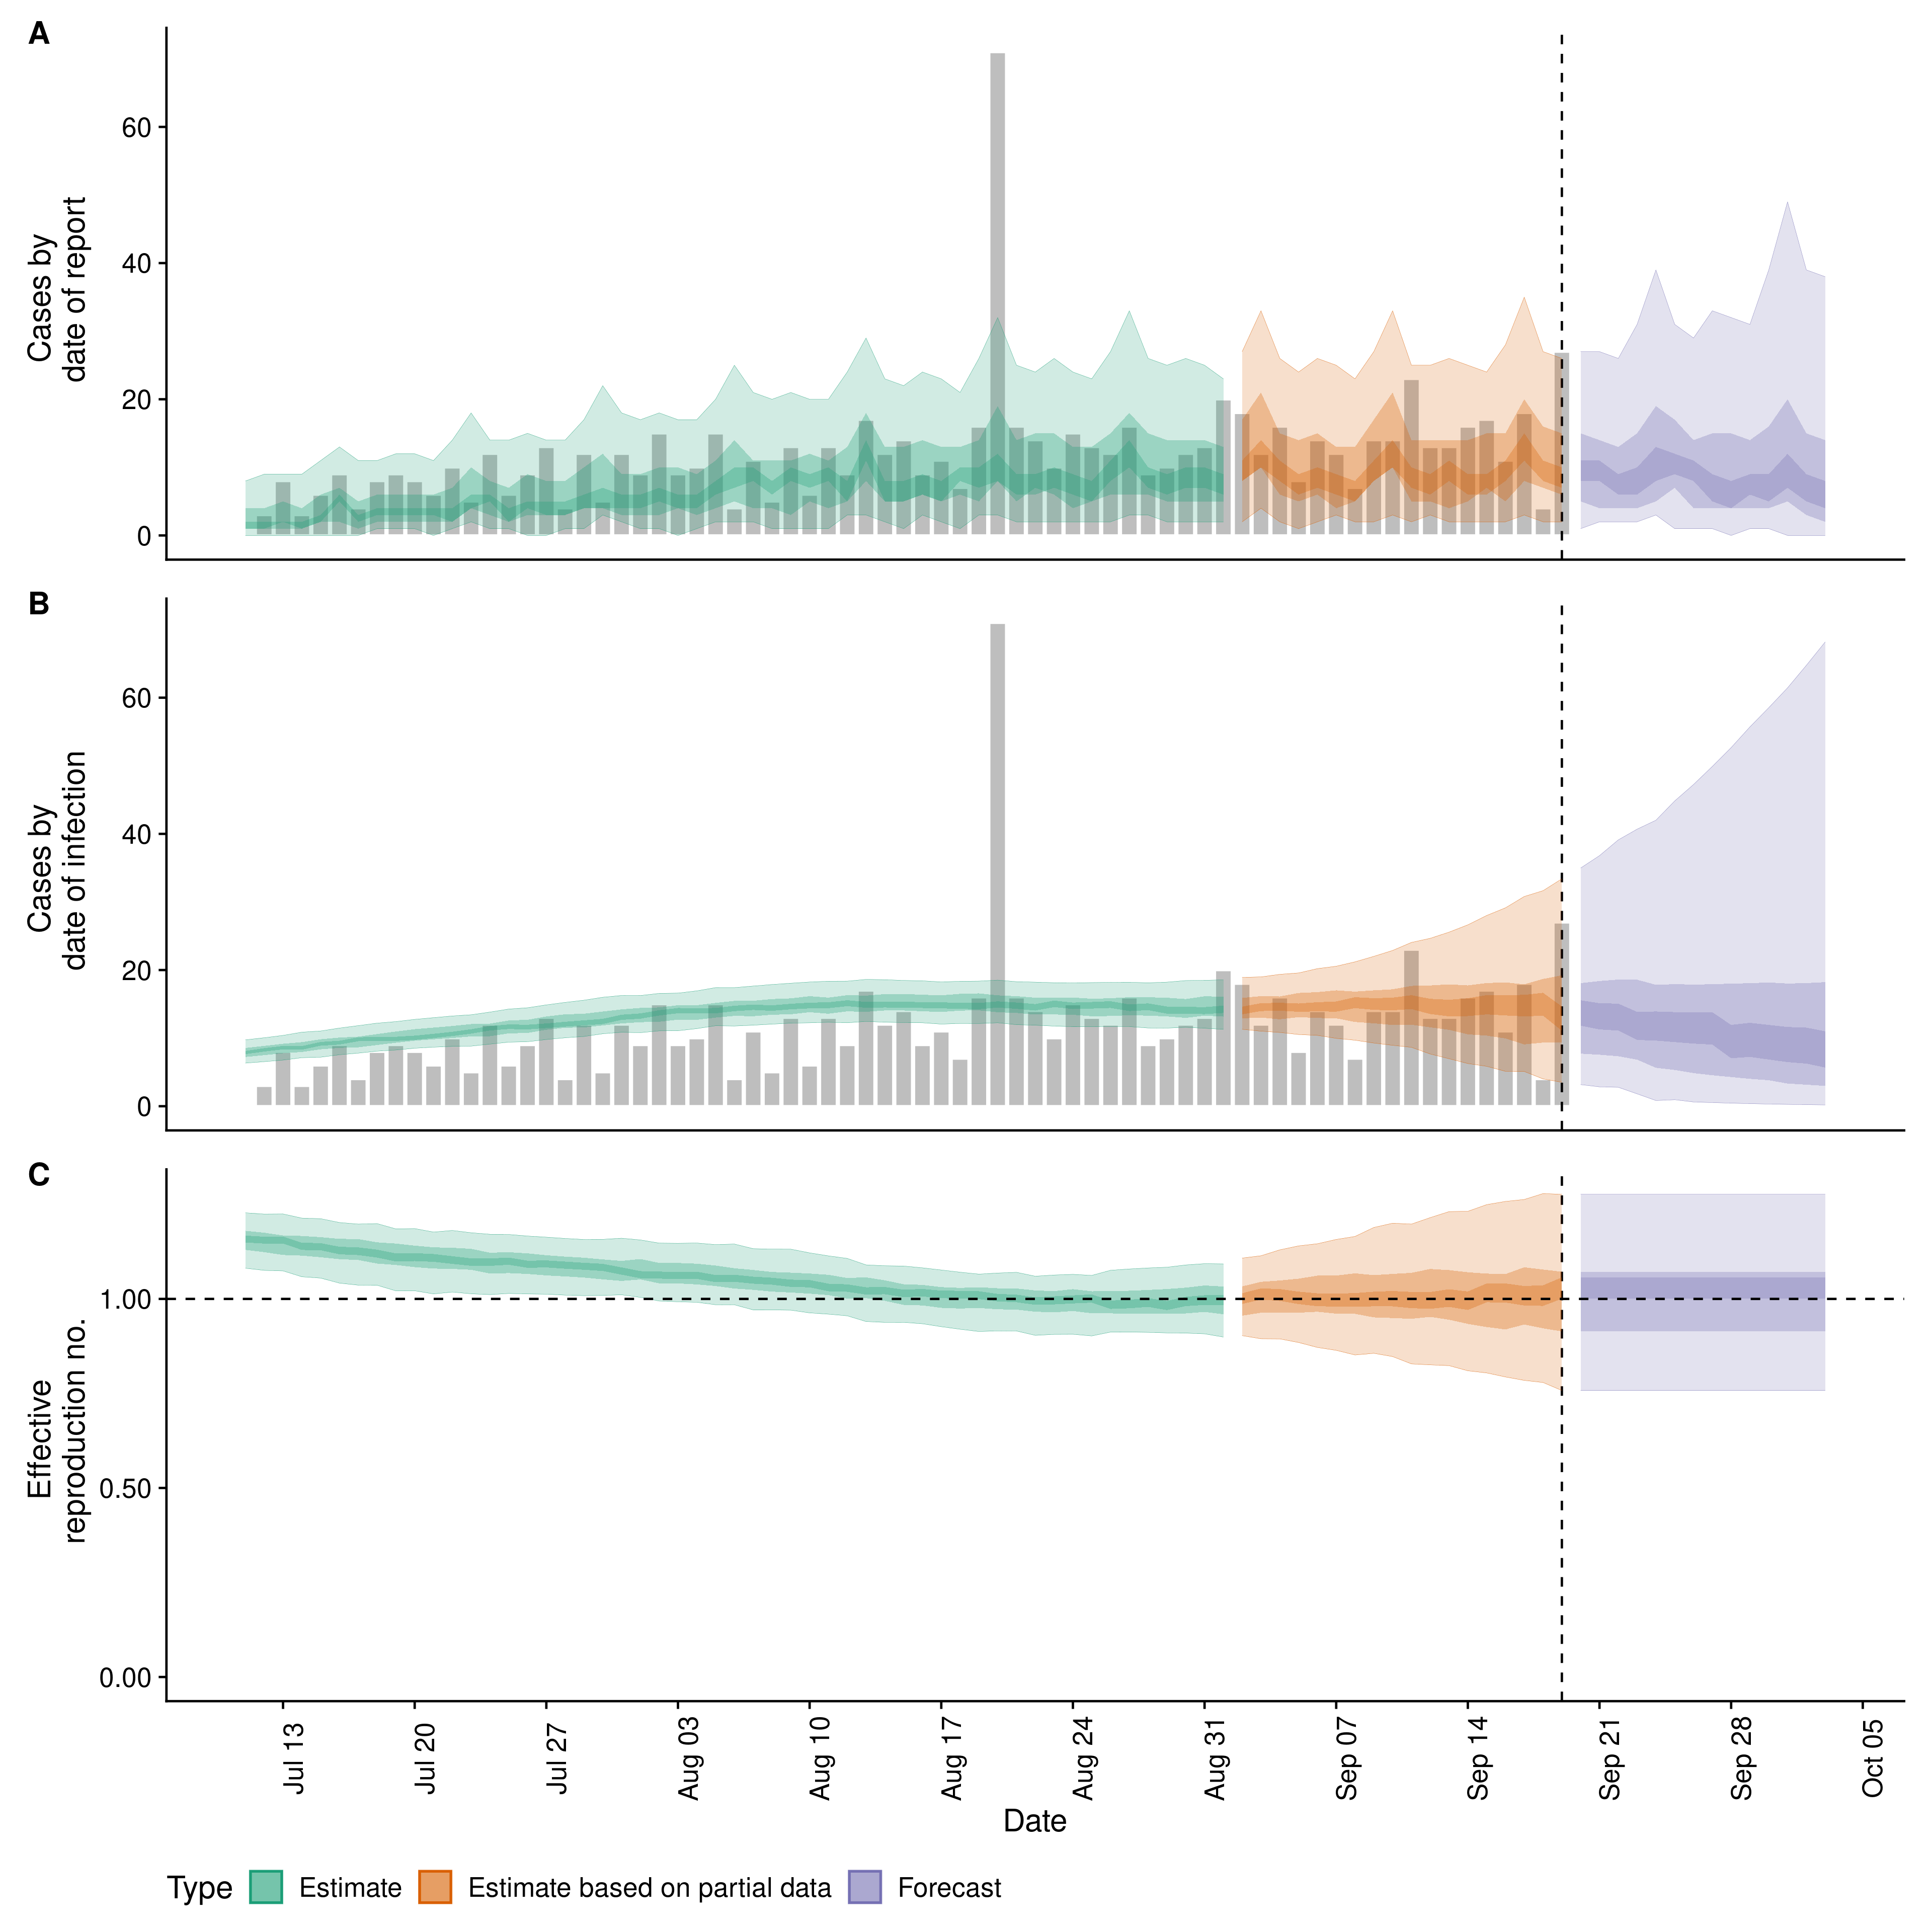 A
Cases by
date of report
60
40
20
0
B
Cases by
date of infection
60
40
20
0
C
Effective
reproduction no.
1.00
0.50
0.00
Jul 13
Jul 20
Jul 27
Aug 03
Aug 10
Aug 17
Aug 24
Aug 31
Sep 07
Sep 14
Sep 21
Sep 28
Oct 05
Date
Type Estimate Estimate based on partial data Forecast